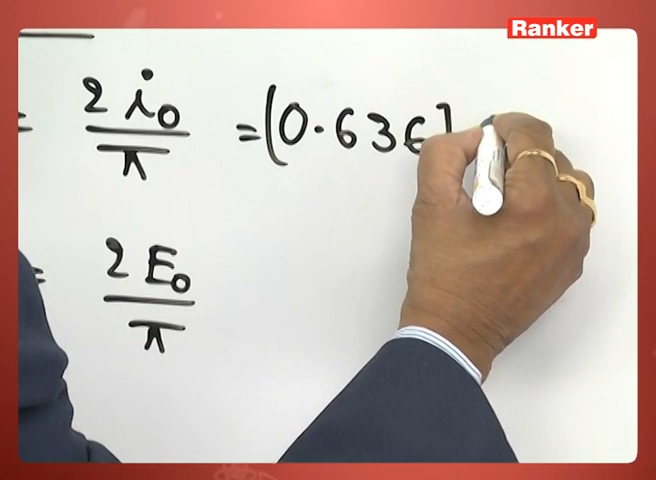 Ranker
= 2 i₀ / π = (0.636)
= 2 E₀ / π